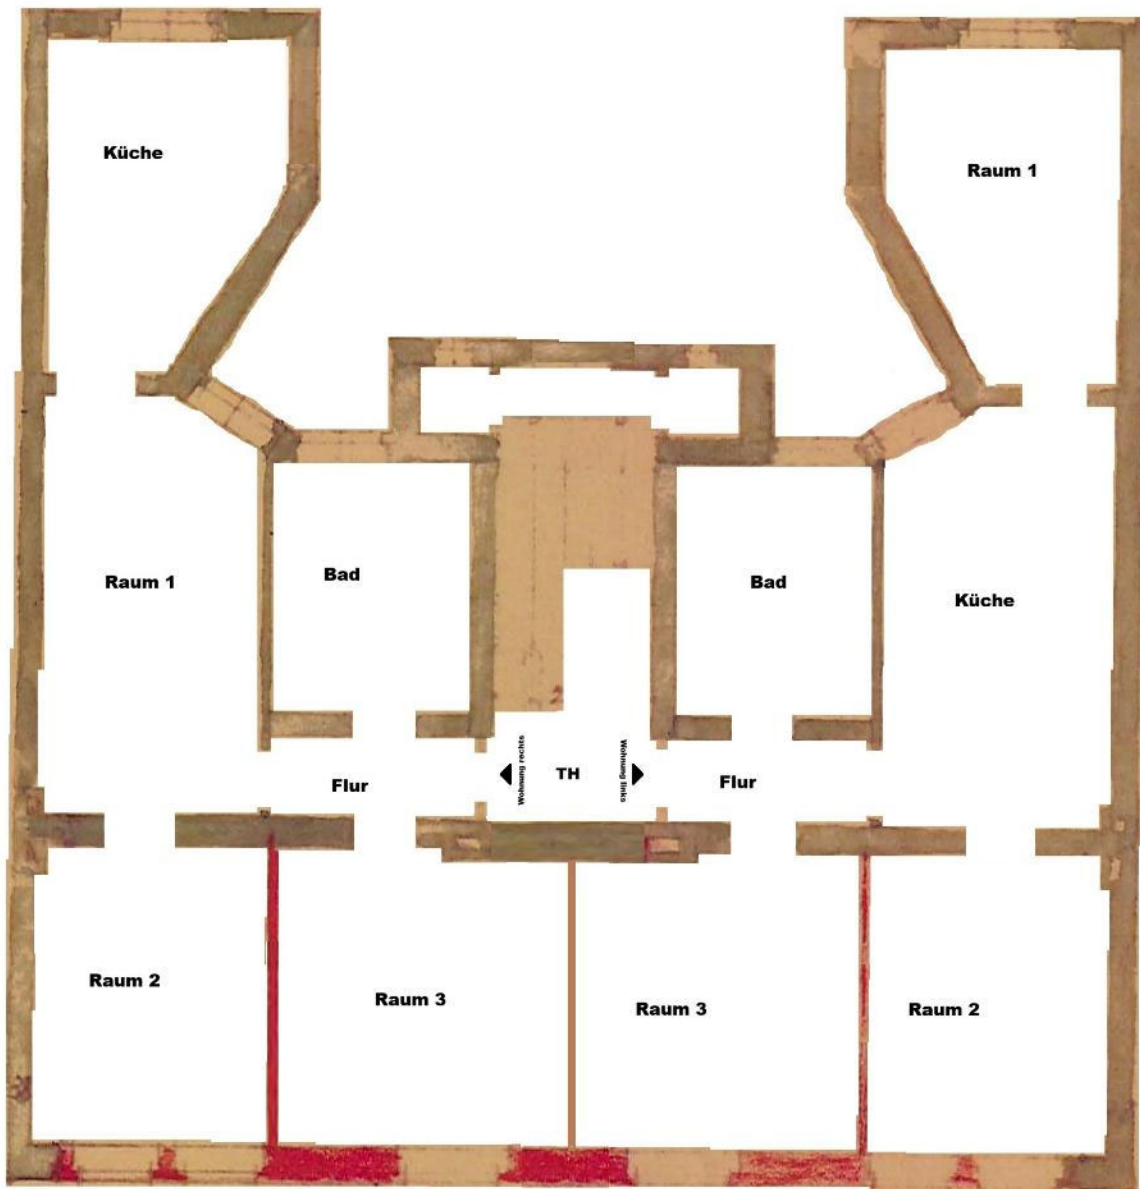 Küche
Raum 1
Raum 1
Bad
Bad
Küche
Wohnung rechts
TH
Wohnung links
Flur
Flur
Raum 2
Raum 3
Raum 3
Raum 2